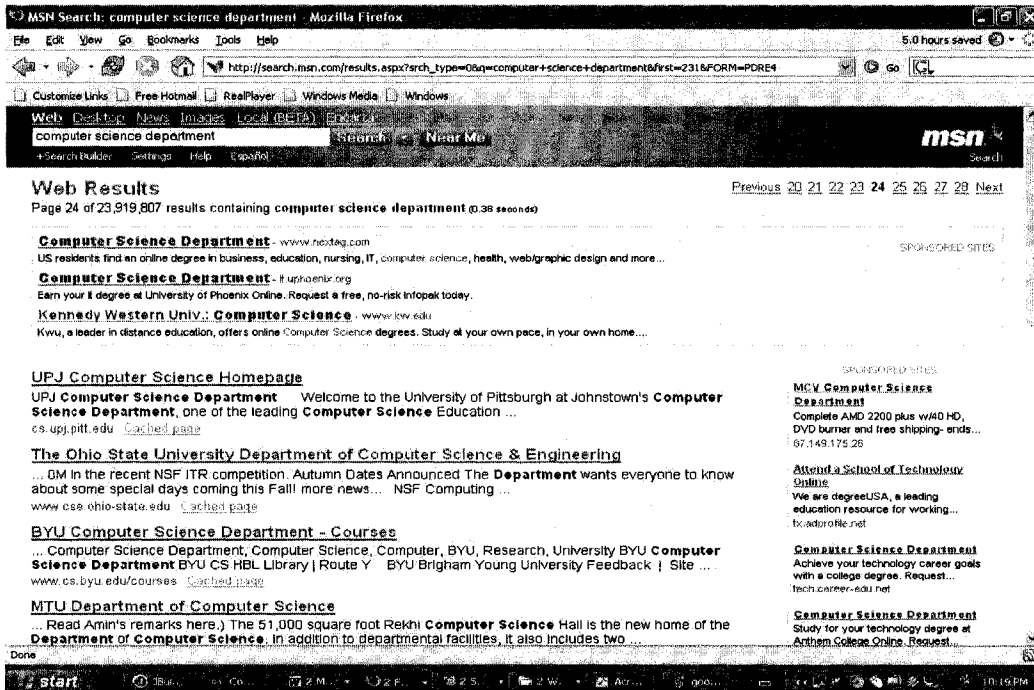 MSN Search: computer science department - Mozilla Firefox
File Edit View Go Bookmarks Tools Help
5.0 hours saved
http://search.msn.com/results.aspx?srch_type=0&q=computer+science+department&first=231&FORM=PDRE4
Go
Customize Links Free Hotmail RealPlayer Windows Media Windows
Web Desktop News Images Local (BETA) Encarta
computer science department Search Near Me
msn
+Search Builder Settings Help Español
Search
Web Results
Previous 20 21 22 23 24 25 26 27 28 Next
Page 24 of 23,919,807 results containing computer science department (0.38 seconds)
Computer Science Department - www.nextag.com
SPONSORED SITES
US residents find an online degree in business, education, nursing, IT, computer science, health, web/graphic design and more...
Computer Science Department - it.uphoenix.org
Earn your it degree at University of Phoenix Online. Request a free, no-risk infopak today.
Kennedy Western Univ.: Computer Science - www.kw.edu
Kwu, a leader in distance education, offers online Computer Science degrees. Study at your own pace, in your own home....
UPJ Computer Science Homepage
UPJ Computer Science Department Welcome to the University of Pittsburgh at Johnstown's Computer
Science Department, one of the leading Computer Science Education ...
cs.upj.pitt.edu Cached page
The Ohio State University Department of Computer Science & Engineering
... 8M in the recent NSF ITR competition. Autumn Dates Announced The Department wants everyone to know
about some special days coming this Fall! more news... NSF Computing ...
www.cse.ohio-state.edu Cached page
BYU Computer Science Department - Courses
... Computer Science Department, Computer Science, Computer, BYU, Research, University BYU Computer
Science Department BYU CS HBL Library | Route Y BYU Brigham Young University Feedback | Site ...
www.cs.byu.edu/courses Cached page
MTU Department of Computer Science
... Read Amin's remarks here.) The 51,000 square foot Rekhi Computer Science Hall is the new home of the
Department of Computer Science. In addition to departmental facilities, it also includes two ...
SPONSORED SITES
MCV Computer Science
Department
Complete AMD 2200 plus w/40 HD,
DVD burner and free shipping- ends...
67.149.175.26
Attend a School of Technology
Online
We are degreeUSA, a leading
education resource for working...
tx.adprofile.net
Computer Science Department
Achieve your technology career goals
with a college degree. Request...
tech.career-edu.net
Computer Science Department
Study for your technology degree at
Anthem College Online. Request...
Done
start JBui... Co... 2 M... 2 F... 2 S... 2 W... Acr... goo... 10:19 PM